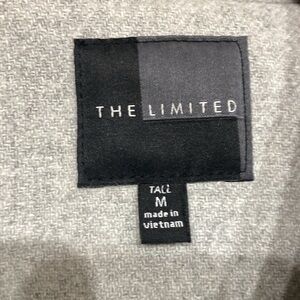 THE LIMITED
TALL
M
made in
vietnam